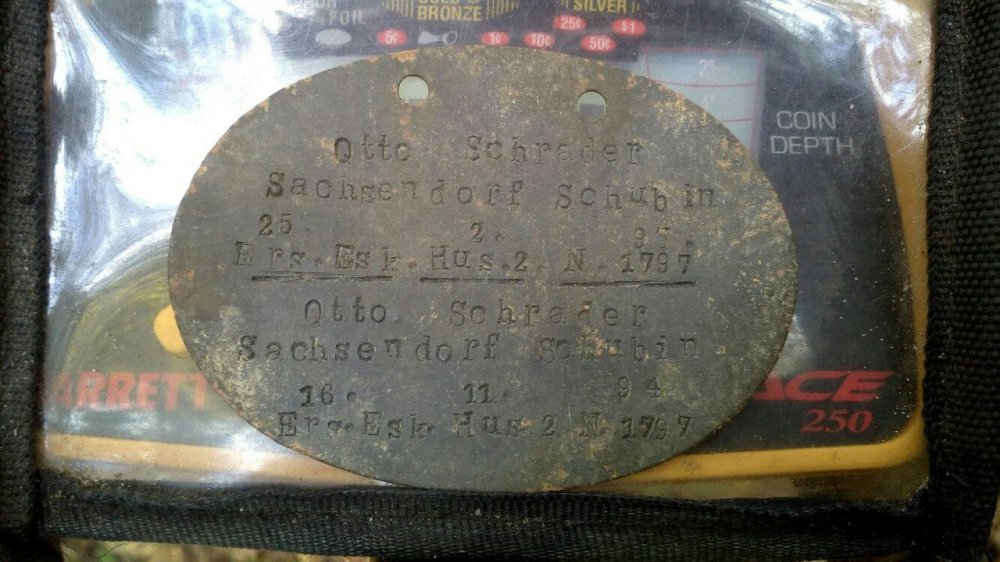 FOIL
BRONZE
SILVER
5¢ 1¢ 10¢ 25¢ 50¢ $1
2"
COIN
DEPTH
Otto Schrader
Sachsendorf Schubin
25. 2. 97.
Ers. Esk. Hus. 2. N. 1797
Otto Schrader
Sachsendorf Schubin
16. 11. 94
Ers. Esk. Hus 2 N. 1797
ARRETT ACE
250